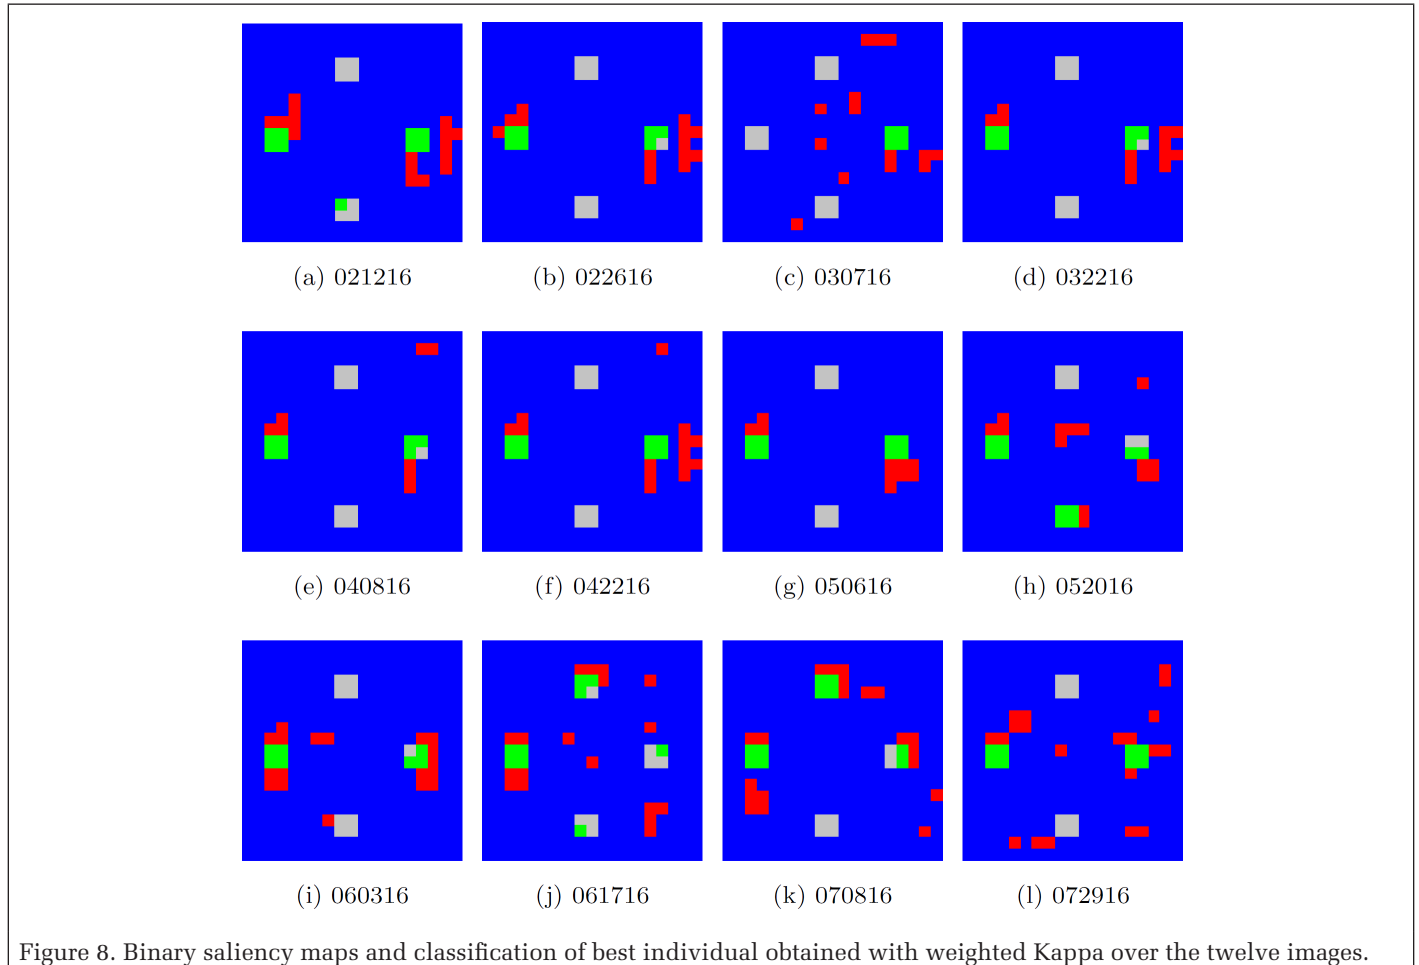 (a) 021216
(b) 022616
(c) 030716
(d) 032216
(e) 040816
(f) 042216
(g) 050616
(h) 052016
(i) 060316
(j) 061716
(k) 070816
(l) 072916
Figure 8. Binary saliency maps and classification of best individual obtained with weighted Kappa over the twelve images.